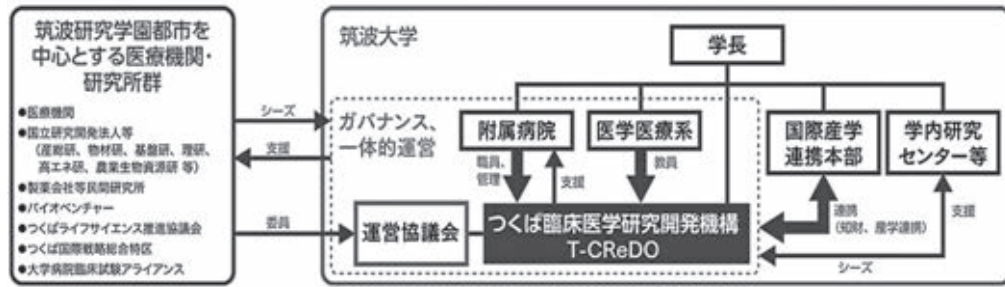 筑波研究学園都市を
中心とする医療機関・
研究所群
●医療機関
●国立研究開発法人等
(産総研、物材研、基盤研、理研、
高エネ研、農業生物資源研 等)
●製薬会社等民間研究所
●バイオベンチャー
●つくばライフサイエンス推進協議会
●つくば国際戦略総合特区
●大学病院臨床試験アライアンス
シーズ
支援
委員
筑波大学
学長
ガバナンス、
一体的運営
附属病院
医学医療系
国際産学
連携本部
学内研究
センター等
職員、
管理
支援
教員
運営協議会
つくば臨床医学研究開発機構
T-CReDO
連携
(知財、産学連携)
支援
シーズ